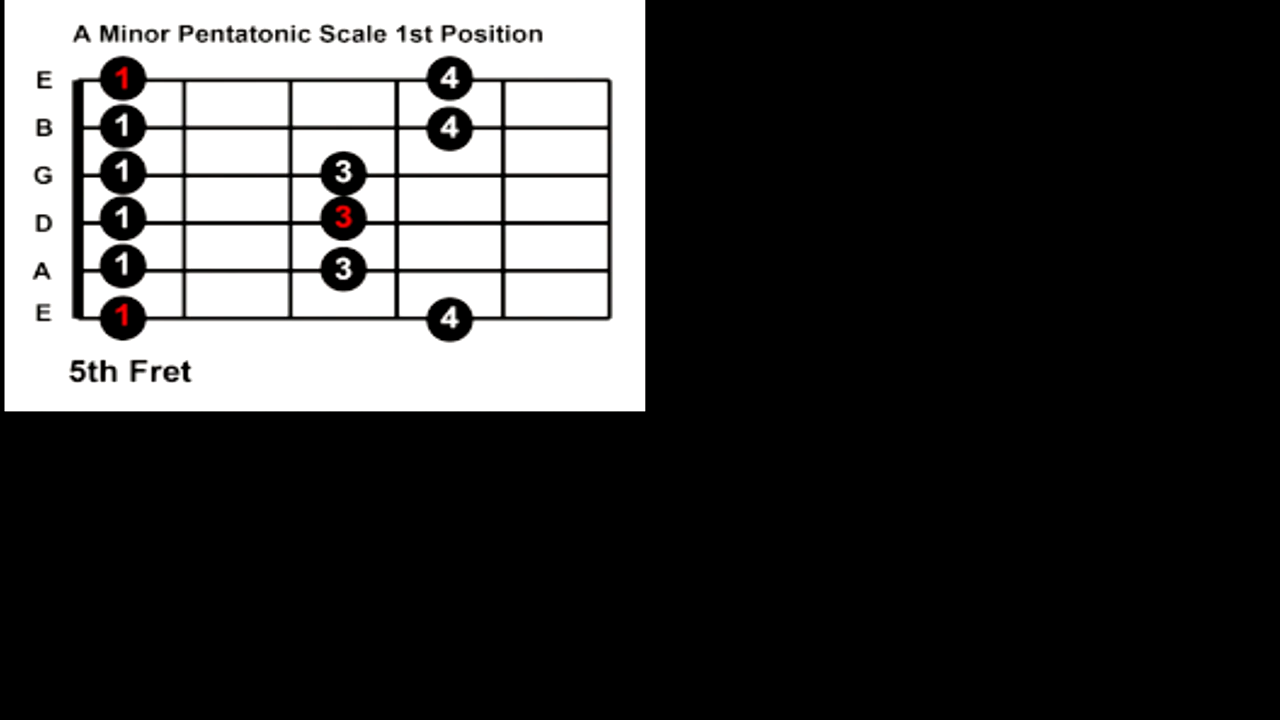 A Minor Pentatonic Scale 1st Position
E 1 4
B 1 4
G 1 3
D 1 3
A 1 3
E 1 4
5th Fret